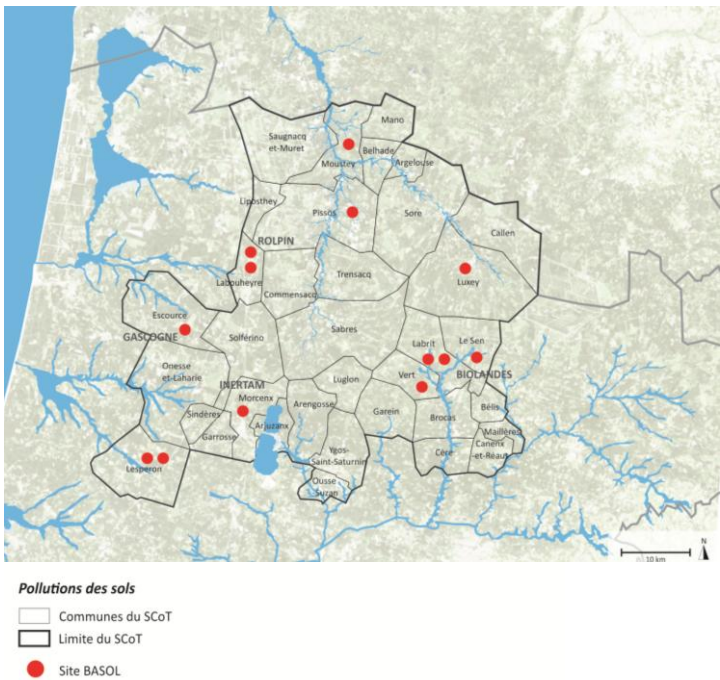 Mano
Saugnacq
et-Muret
Belhade
Moustey
Argelouse
Liposthey
Pissos
Sore
Callen
ROLPIN
Labouheyre
Trensacq
Luxey
Commensacq
Escource
GASCOGNE
Solférino
Sabres
Labrit
Le Sen
Onesse
et-Laharie
INERTAM
Luglon
Vert
BIOLANDES
Morcenx
Arengosse
Sindères
Arjuzanx
Garein
Brocas
Bélis
Garrosse
Maillères
Ygos-
Saint-Saturnin
Cère
Canenx
et-Réaut
Lesperon
Ousse
Suzan
N
10 km
Pollutions des sols
Communes du SCoT
Limite du SCoT
Site BASOL